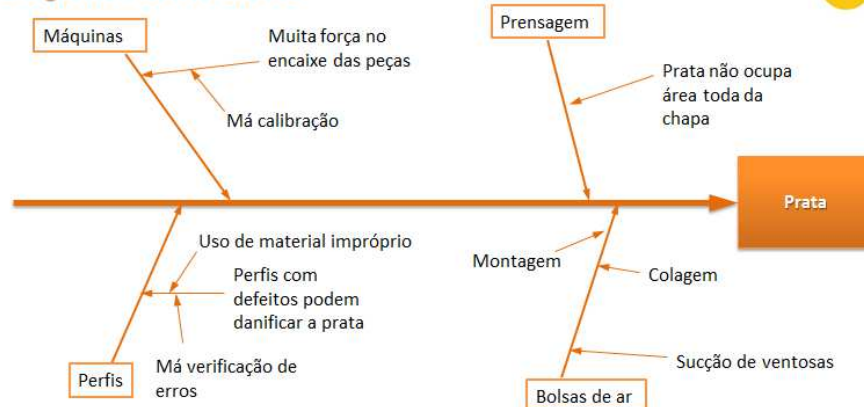 Máquinas
Muita força no
encaixe das peças
Má calibração
Prensagem
Prata não ocupa
área toda da
chapa
Prata
Uso de material impróprio
Perfis com
defeitos podem
danificar a prata
Má verificação de
erros
Perfis
Montagem
Colagem
Sucção de ventosas
Bolsas de ar